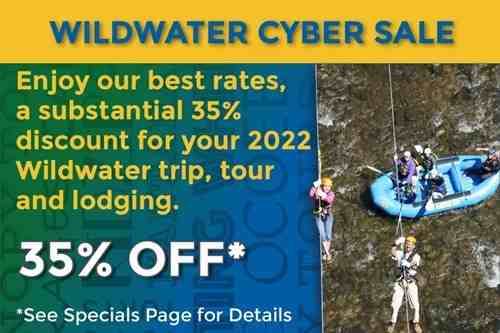 WILDWATER CYBER SALE
Enjoy our best rates,
a substantial 35%
discount for your 2022
Wildwater trip, tour
and lodging.
35% OFF*
*See Specials Page for Details
OCOEE